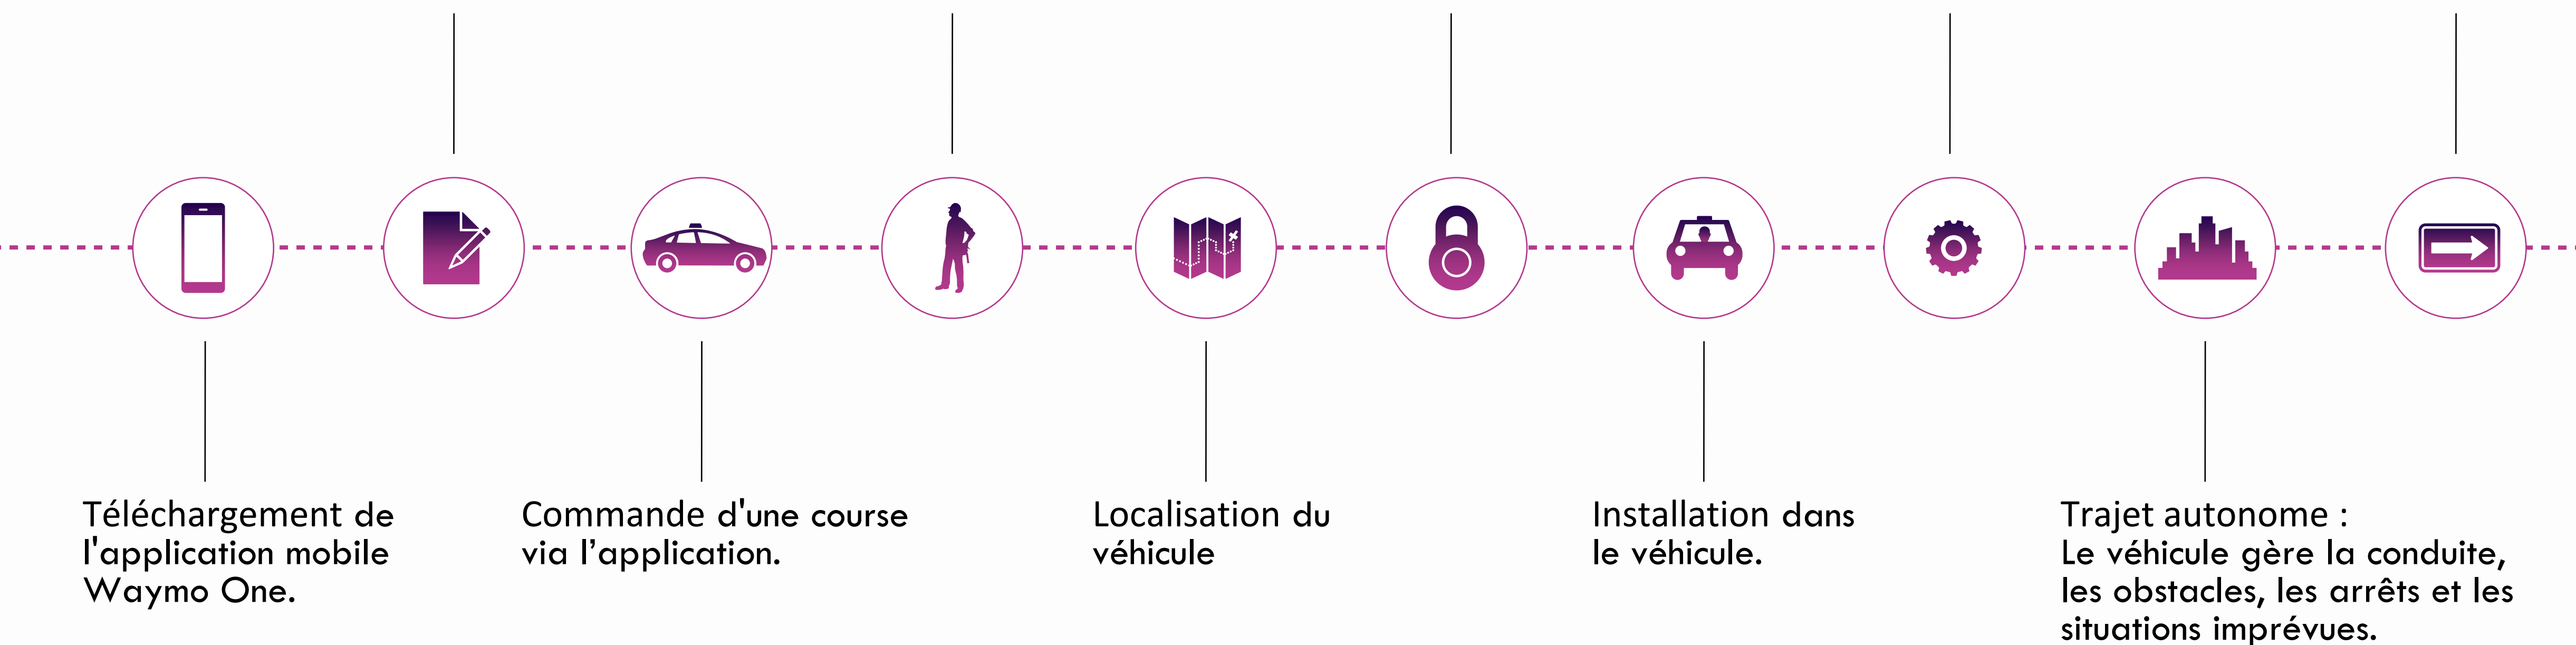 Téléchargement de
l'application mobile
Waymo One.
Commande d'une course
via l’application.
Localisation du
véhicule
Installation dans
le véhicule.
Trajet autonome :
Le véhicule gère la conduite,
les obstacles, les arrêts et les
situations imprévues.